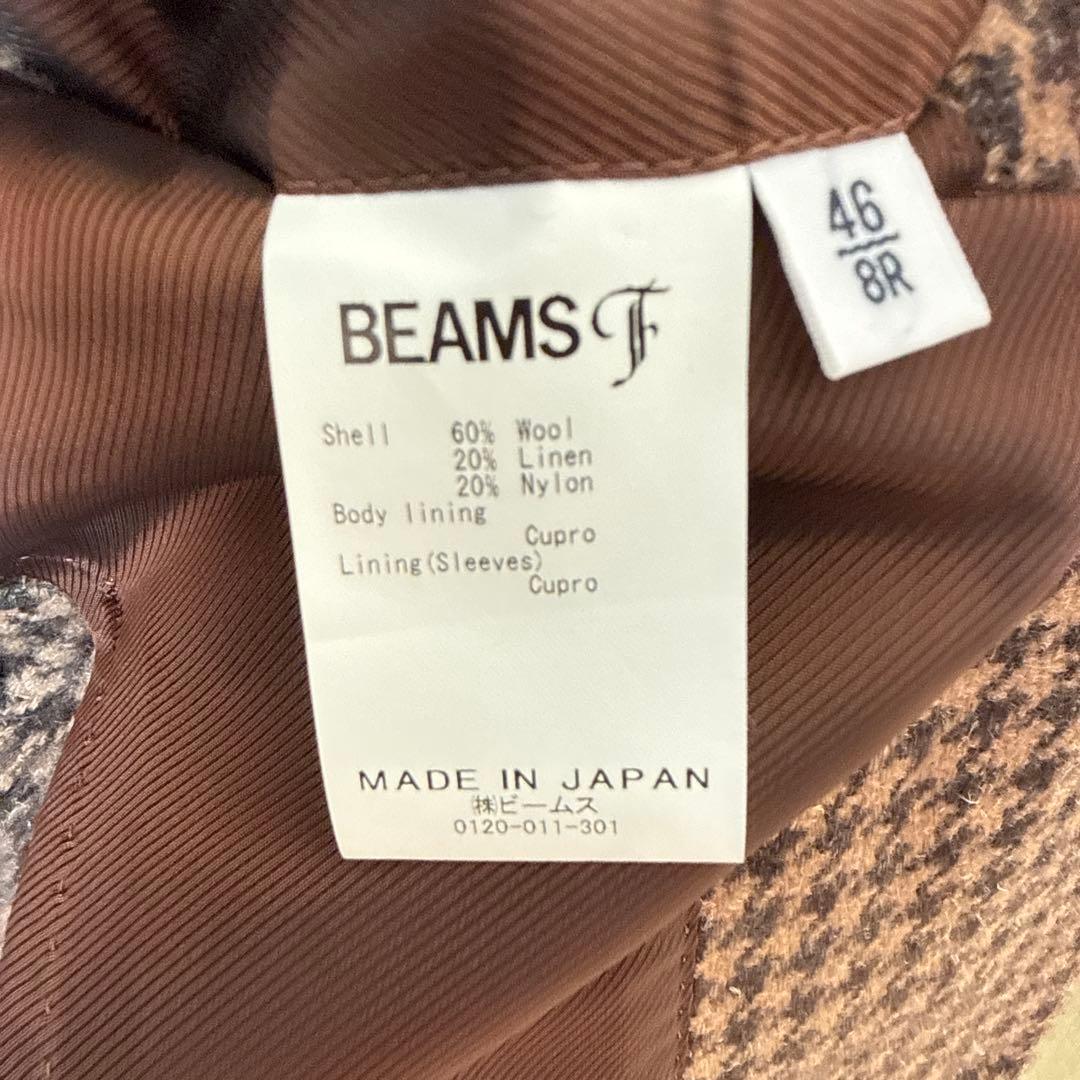 46
8R
BEAMS F
Shell 60% Wool
20% Linen
20% Nylon
Body lining
Cupro
Lining(Sleeves)
Cupro
MADE IN JAPAN
㈱ビームス
0120-011-301